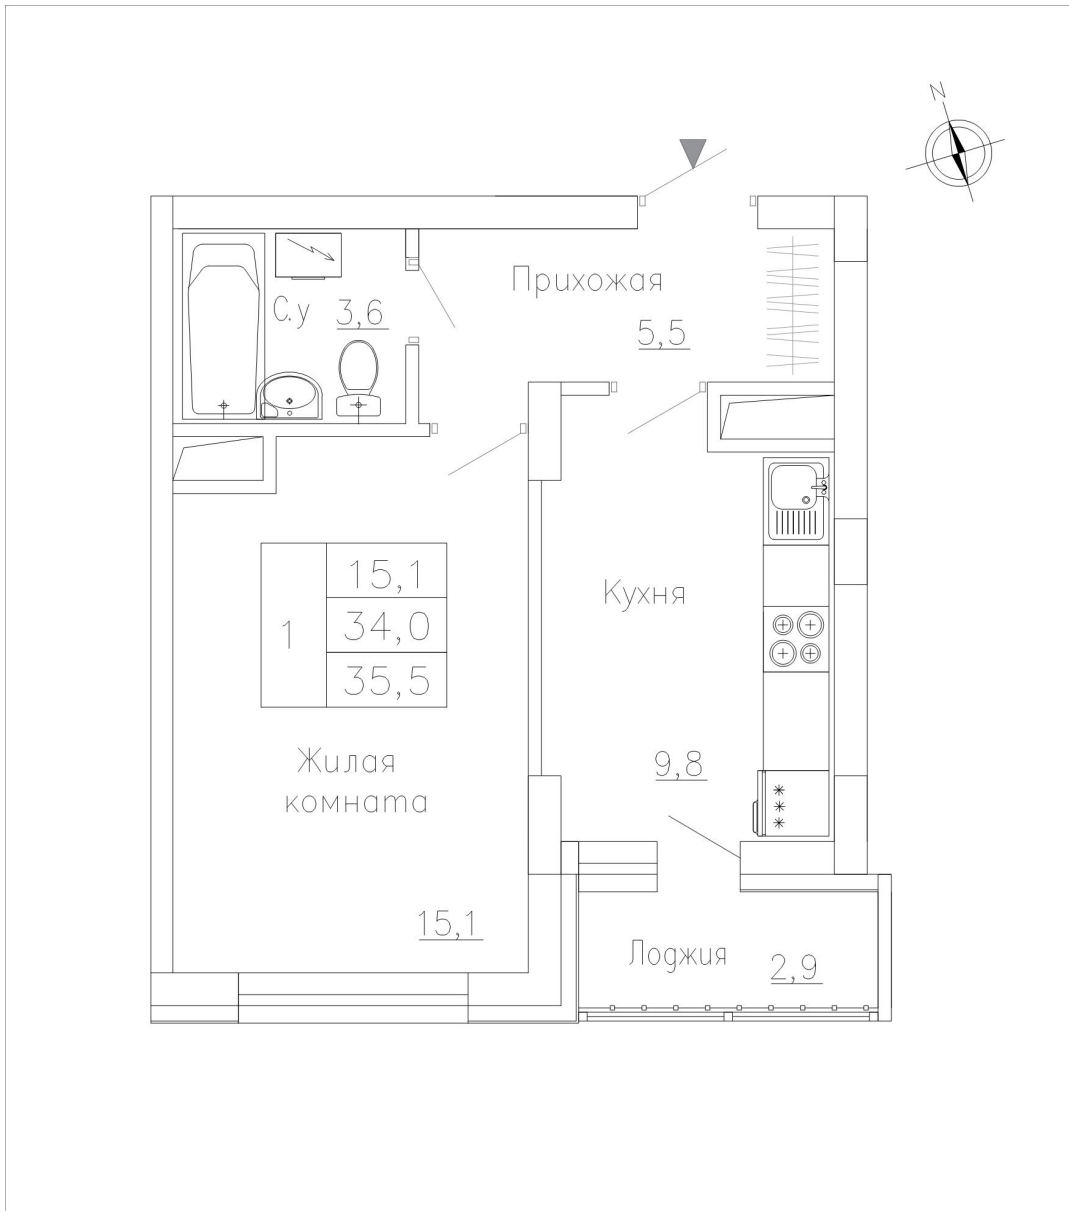 N
Прихожая
5,5
С.у
3,6
1
15,1
34,0
35,5
Кухня
9,8
Жилая
комната
15,1
Лоджия
2,9